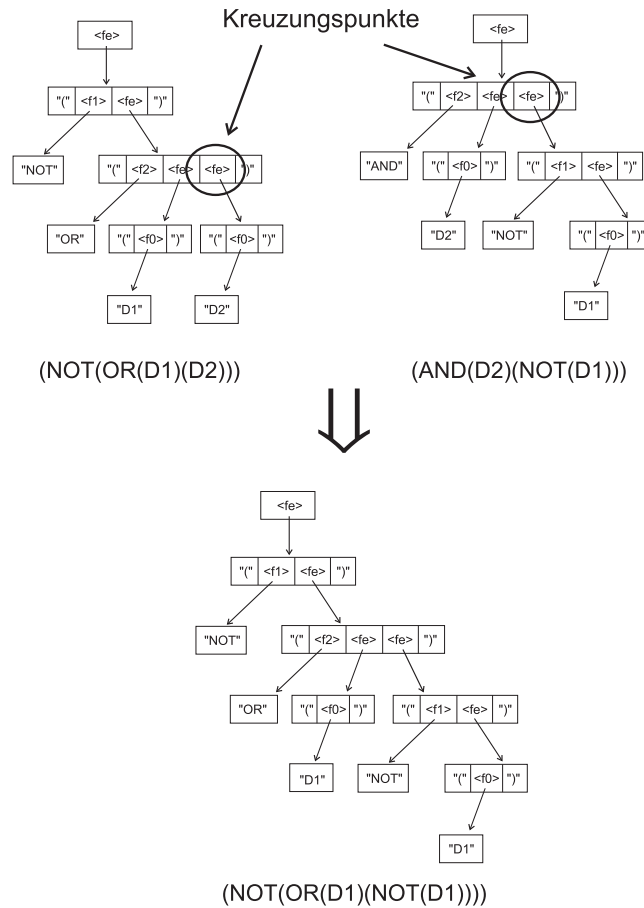 Kreuzungspunkte
<fe>
"(" <f1> <fe> ")"
"NOT" "(" <f2> <fe> <fe> ")"
"OR" "(" <f0> ")" "(" <f0> ")"
"D1" "D2"
(NOT(OR(D1)(D2)))
<fe>
"(" <f2> <fe> <fe> ")"
"AND" "(" <f0> ")" "(" <f1> <fe> ")"
"D2" "NOT" "(" <f0> ")"
"D1"
(AND(D2)(NOT(D1)))
<fe>
"(" <f1> <fe> ")"
"NOT" "(" <f2> <fe> <fe> ")"
"OR" "(" <f0> ")" "(" <f1> <fe> ")"
"D1" "NOT" "(" <f0> ")"
"D1"
(NOT(OR(D1)(NOT(D1))))